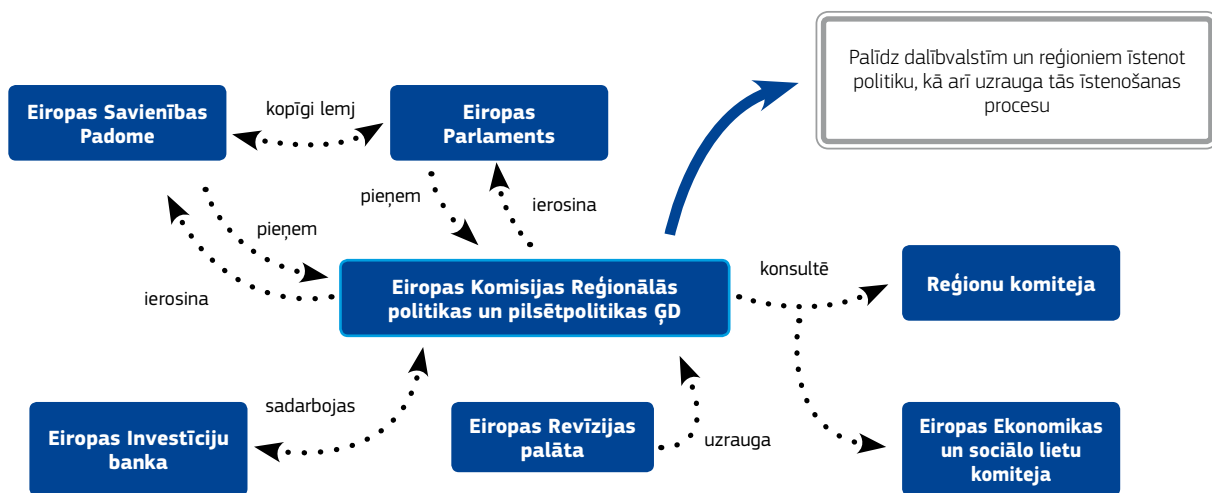 Palīdz dalībvalstīm un reģioniem īstenot
politiku, kā arī uzrauga tās īstenošanas
procesu
Eiropas Savienības
Padome
kopīgi lemj
Eiropas
Parlaments
pieņem
ierosina
pieņem
ierosina
Eiropas Komisijas Reģionālās
politikas un pilsētpolitikas ĢD
konsultē
Reģionu komiteja
sadarbojas
Eiropas Investīciju
banka
Eiropas Revīzijas
palāta
uzrauga
Eiropas Ekonomikas
un sociālo lietu
komiteja